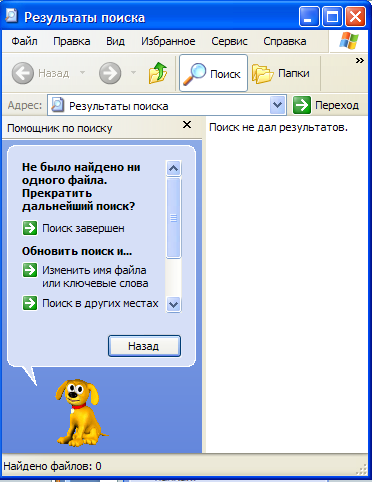 Результаты поиска
Файл Правка Вид Избранное Сервис Справка
Назад Поиск Папки
Адрес: Результаты поиска Переход
Помощник по поиску
Поиск не дал результатов.
Не было найдено ни
одного файла.
Прекратить
дальнейший поиск?
Поиск завершен
Обновить поиск и...
Изменить имя файла
или ключевые слова
Поиск в других местах
Назад
Найдено файлов: 0